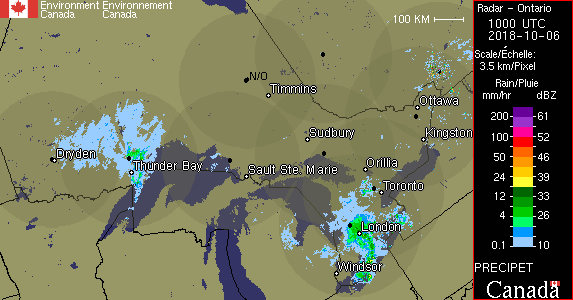 Environment Environnement
Canada Canada
100 KM
N/O
Timmins
Ottawa
Sudbury
Kingston
Dryden
Thunder Bay
Sault Ste. Marie
Orillia
Toronto
London
Windsor
Radar - Ontario
1000 UTC
2018-10-06
Scale/Échelle:
3.5 km/Pixel
Rain/Pluie
mm/hr dBZ
200 61
100 52
50 46
24 39
12 33
4 26
0.1 10
PRECIPET
Canada